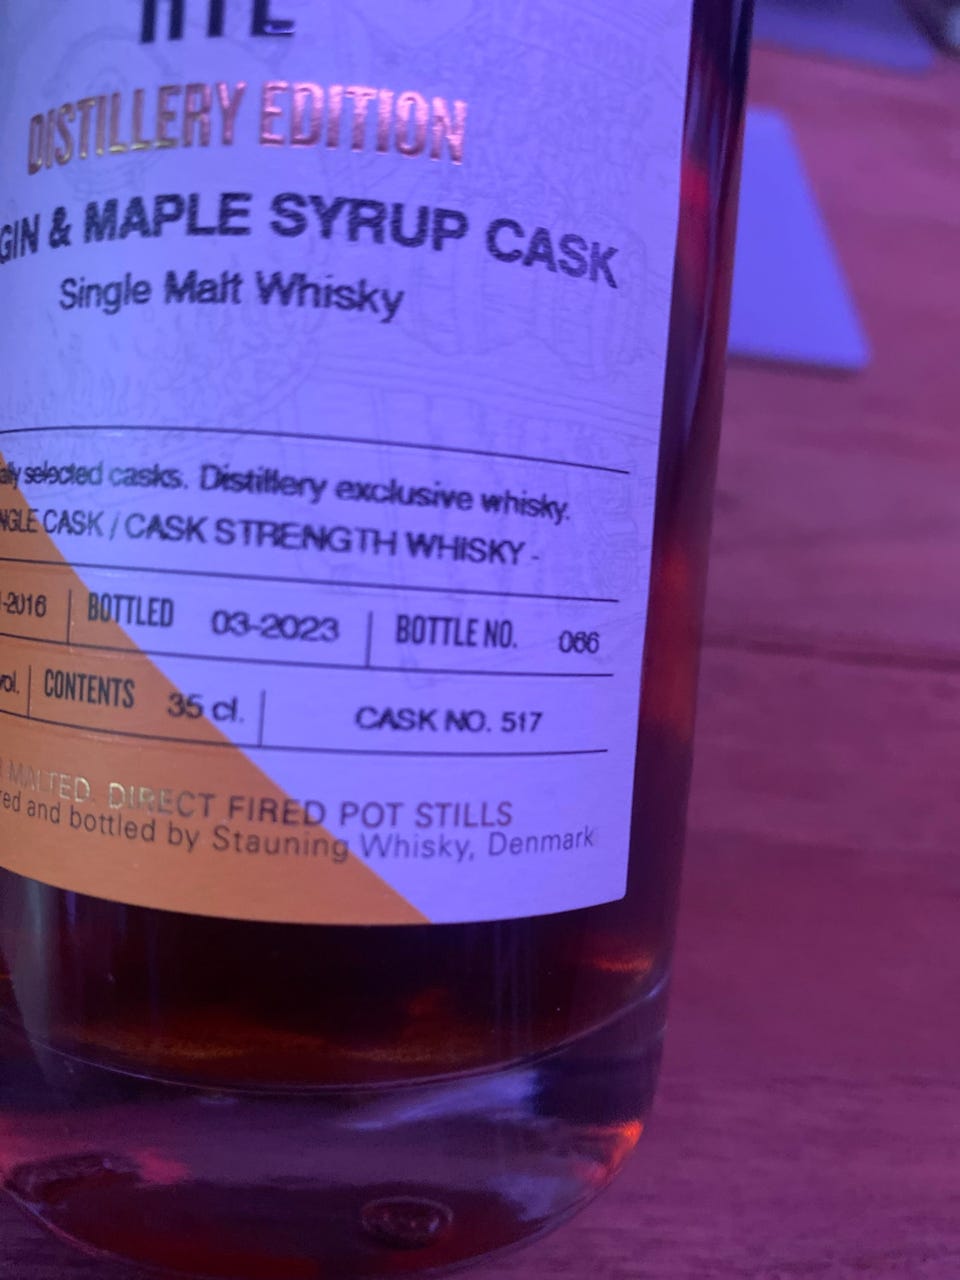 DISTILLERY EDITION
GIN & MAPLE SYRUP CASK
Single Malt Whisky
selected casks. Distillery exclusive whisky.
CASK / CASK STRENGTH WHISKY -
-2016 BOTTLED 03-2023 BOTTLE NO. 066
vol. CONTENTS 35 cl. CASK NO. 517
MALTED. DIRECT FIRED POT STILLS
and bottled by Stauning Whisky, Denmark